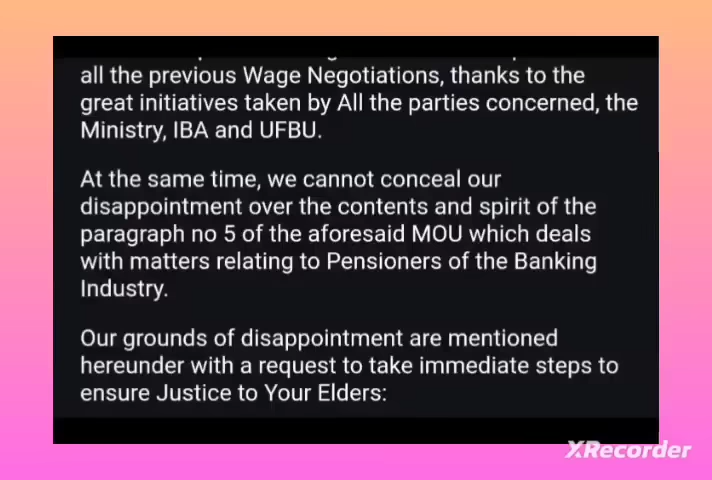 all the previous Wage Negotiations, thanks to the
great initiatives taken by All the parties concerned, the
Ministry, IBA and UFBU.
At the same time, we cannot conceal our
disappointment over the contents and spirit of the
paragraph no 5 of the aforesaid MOU which deals
with matters relating to Pensioners of the Banking
Industry.
Our grounds of disappointment are mentioned
hereunder with a request to take immediate steps to
ensure Justice to Your Elders:
XRecorder